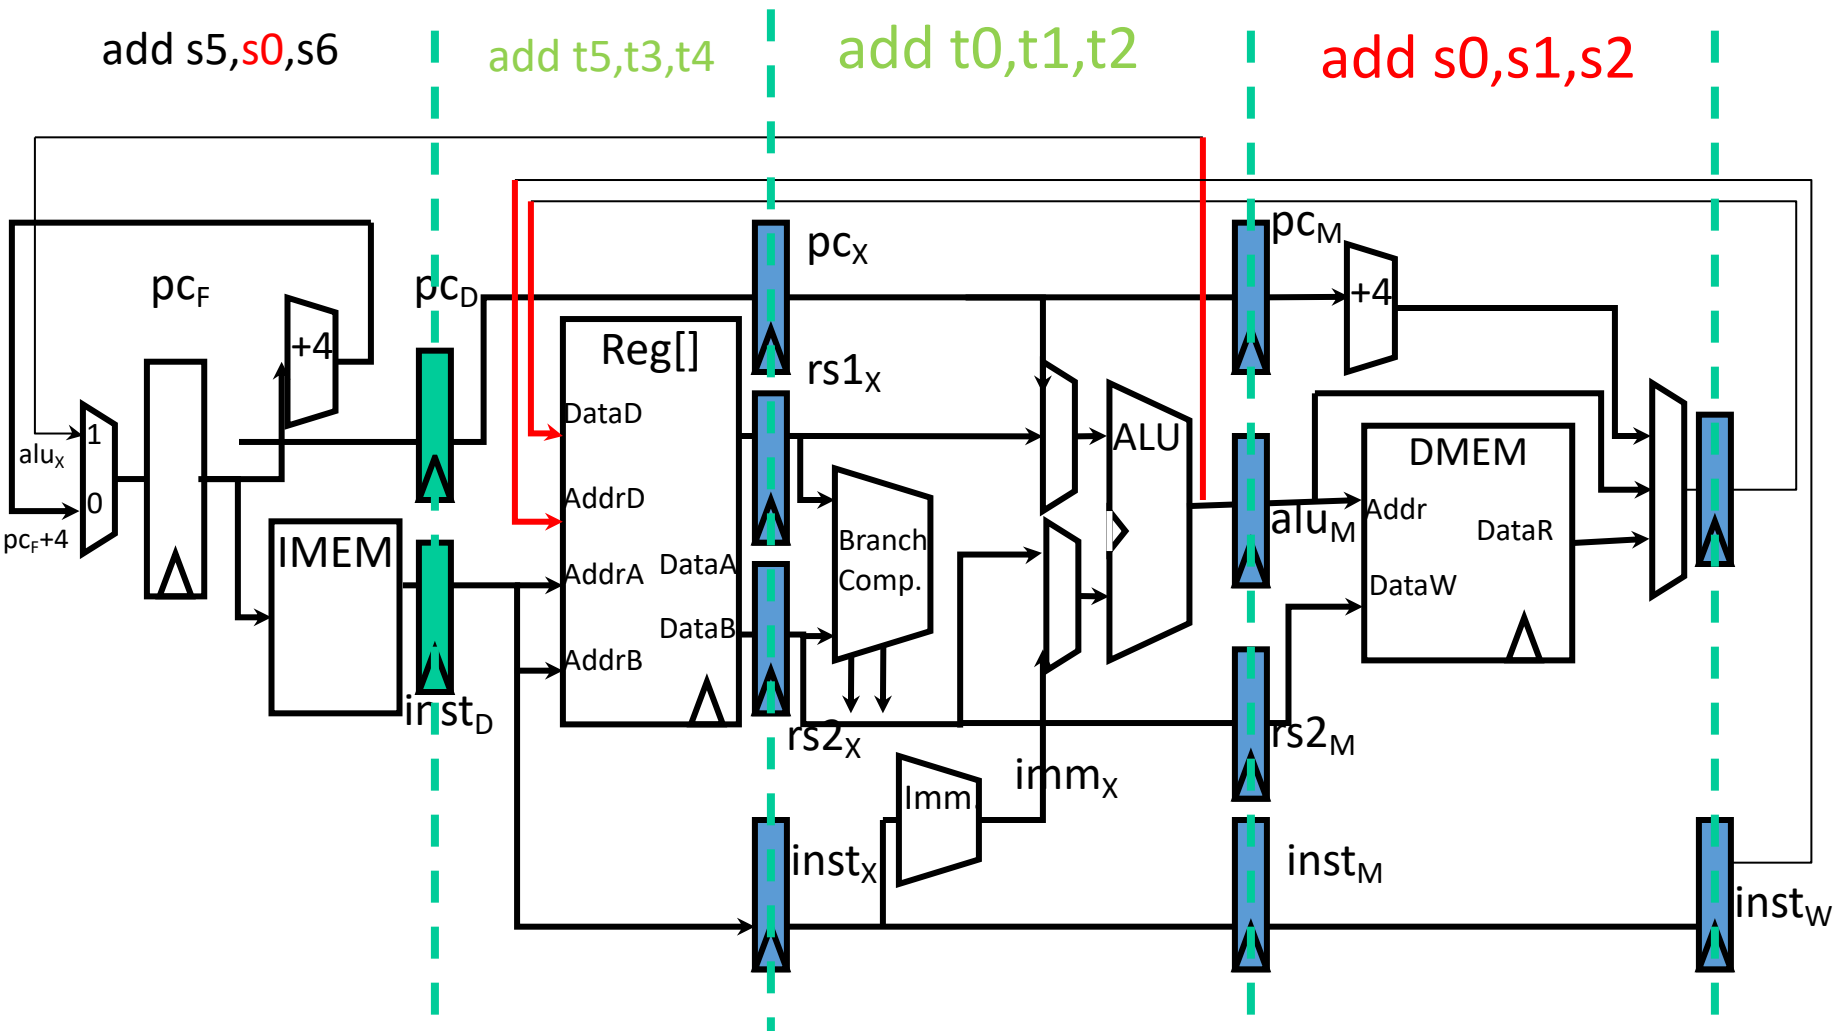 add s5,s0,s6
add t5,t3,t4
add t0,t1,t2
add s0,s1,s2
pcF
pcD
pcX
pcM
+4
+4
Reg[]
rs1X
DataD
ALU
DMEM
1
aluX
0
pcF+4
AddrD
Addr
aluM
DataR
IMEM
Branch
Comp.
AddrA
DataA
DataW
DataB
AddrB
instD
rs2X
rs2M
immX
Imm.
instX
instM
instW